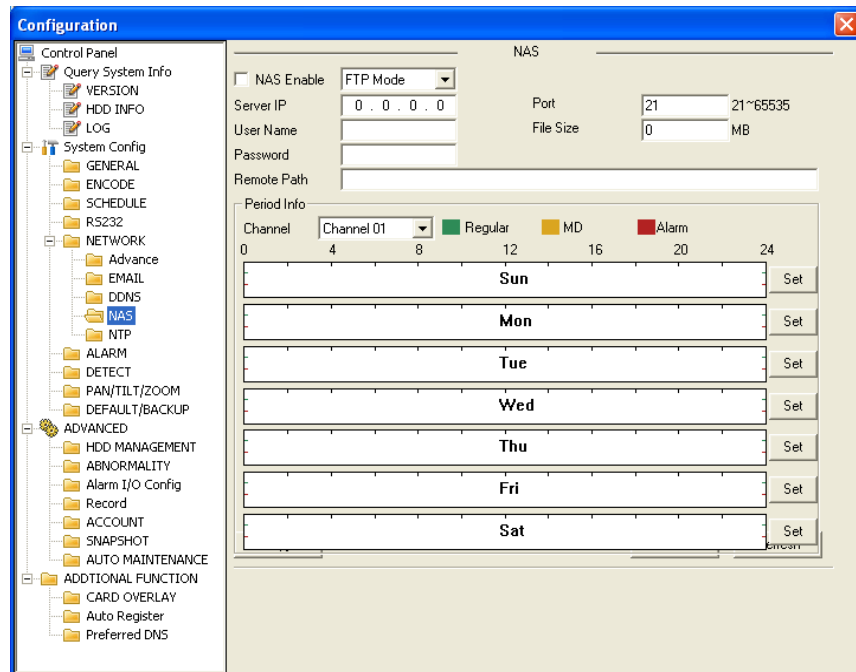 Configuration
Control Panel
Query System Info
VERSION
HDD INFO
LOG
System Config
GENERAL
ENCODE
SCHEDULE
RS232
NETWORK
Advance
EMAIL
DDNS
NAS
NTP
ALARM
DETECT
PAN/TILT/ZOOM
DEFAULT/BACKUP
ADVANCED
HDD MANAGEMENT
ABNORMALITY
Alarm I/O Config
Record
ACCOUNT
SNAPSHOT
AUTO MAINTENANCE
ADDTIONAL FUNCTION
CARD OVERLAY
Auto Register
Preferred DNS
NAS
NAS Enable FTP Mode
Server IP 0 . 0 . 0 . 0 Port 21 21~65535
User Name File Size 0 MB
Password
Remote Path
Period Info
Channel Channel 01 Regular MD Alarm
0 4 8 12 16 20 24
Sun Set
Mon Set
Tue Set
Wed Set
Thu Set
Fri Set
Sat Set